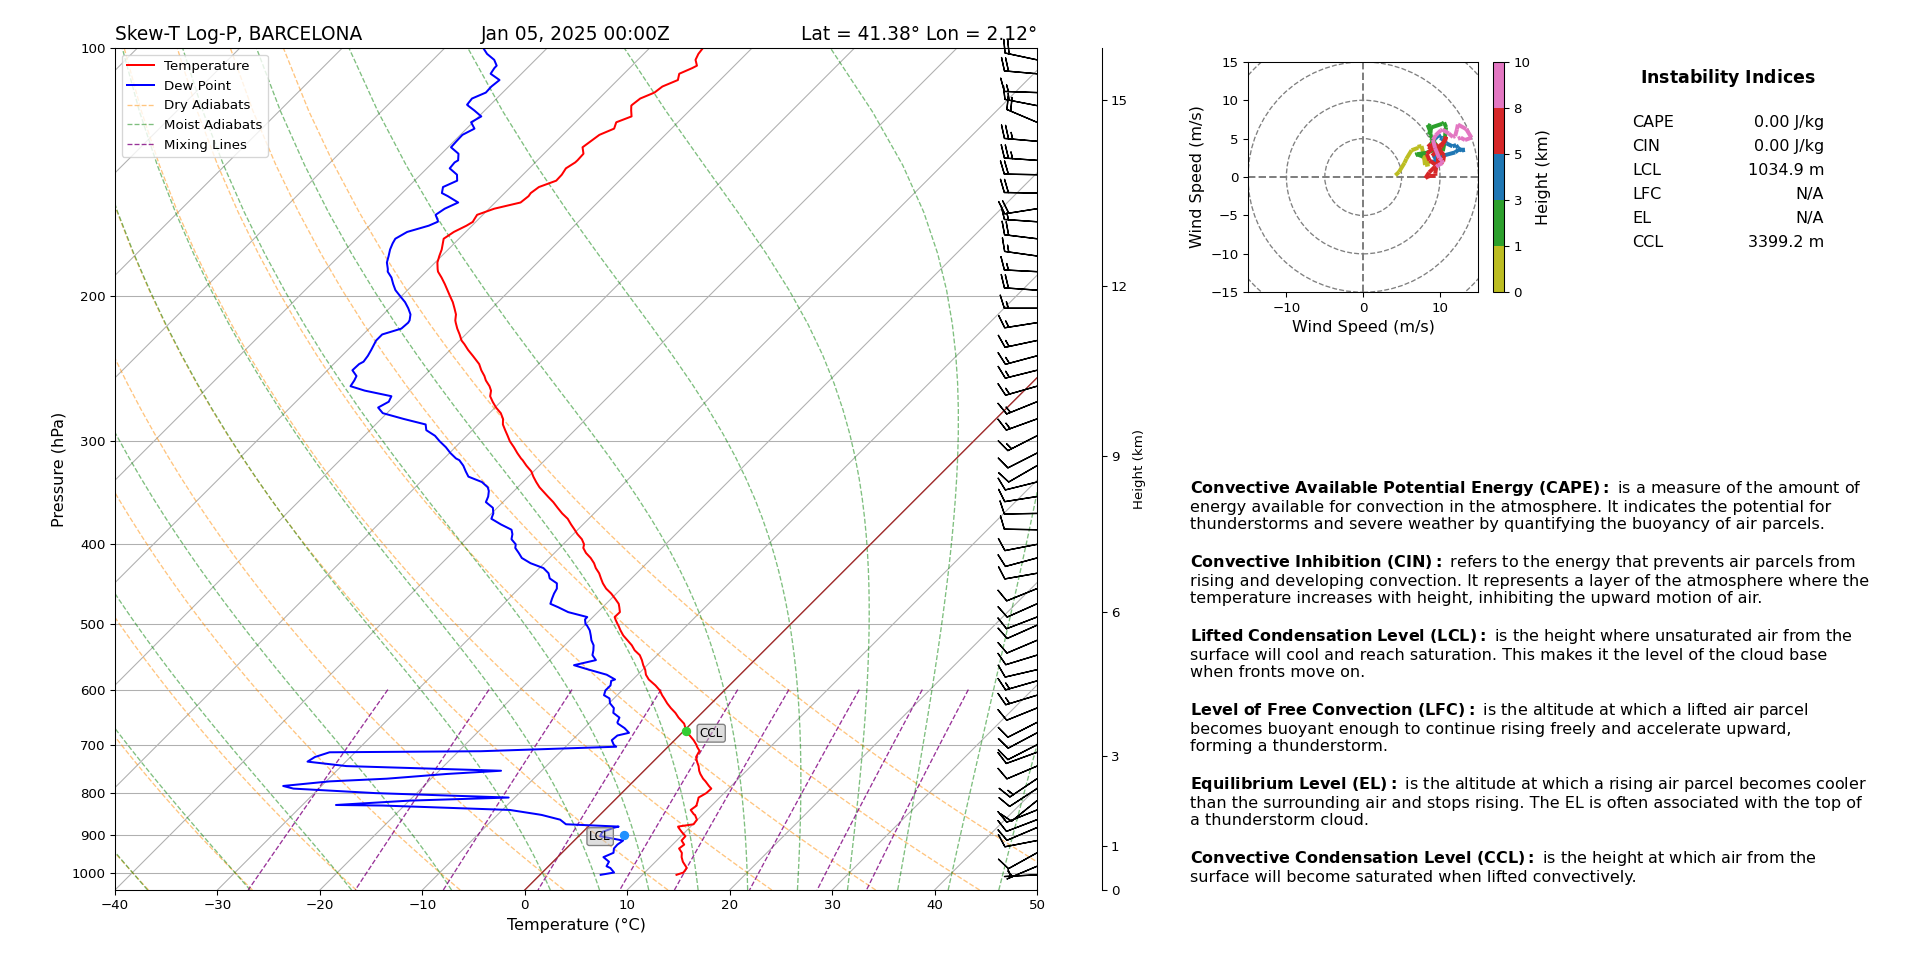 Skew-T Log-P, BARCELONA
Jan 05, 2025 00:00Z
Lat = 41.38° Lon = 2.12°
Temperature
Dew Point
Dry Adiabats
Moist Adiabats
Mixing Lines
100
200
300
400
500
600
700
800
900
1000
Pressure (hPa)
CCL
LCL
−40
−30
−20
−10
0
10
20
30
40
50
Temperature (°C)
15
12
9
6
3
1
0
Height (km)
15
10
5
0
−5
−10
−15
Wind Speed (m/s)
−10
0
10
Wind Speed (m/s)
10
8
5
3
1
0
Height (km)
Instability Indices
CAPE 0.00 J/kg
CIN 0.00 J/kg
LCL 1034.9 m
LFC N/A
EL N/A
CCL 3399.2 m
Convective Available Potential Energy (CAPE): is a measure of the amount of
energy available for convection in the atmosphere. It indicates the potential for
thunderstorms and severe weather by quantifying the buoyancy of air parcels.
Convective Inhibition (CIN): refers to the energy that prevents air parcels from
rising and developing convection. It represents a layer of the atmosphere where the
temperature increases with height, inhibiting the upward motion of air.
Lifted Condensation Level (LCL): is the height where unsaturated air from the
surface will cool and reach saturation. This makes it the level of the cloud base
when fronts move on.
Level of Free Convection (LFC): is the altitude at which a lifted air parcel
becomes buoyant enough to continue rising freely and accelerate upward,
forming a thunderstorm.
Equilibrium Level (EL): is the altitude at which a rising air parcel becomes cooler
than the surrounding air and stops rising. The EL is often associated with the top of
a thunderstorm cloud.
Convective Condensation Level (CCL): is the height at which air from the
surface will become saturated when lifted convectively.